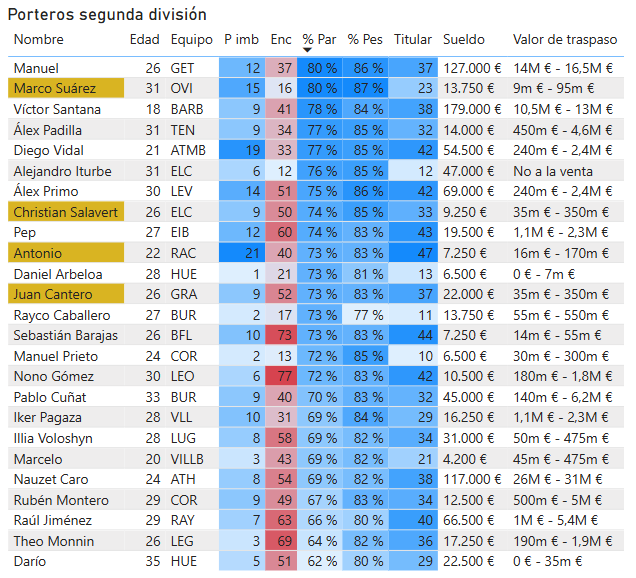 Porteros segunda división
Nombre Edad Equipo P imb Enc % Par % Pes Titular Sueldo Valor de traspaso
Manuel 26 GET 12 37 80 % 86 % 37 127.000 € 14M € - 16,5M €
Marco Suárez 31 OVI 15 16 80 % 87 % 23 13.750 € 9m € - 95m €
Víctor Santana 18 BARB 9 41 78 % 84 % 38 179.000 € 10,5M € - 13M €
Álex Padilla 31 TEN 9 34 77 % 85 % 32 14.000 € 450m € - 4,6M €
Diego Vidal 21 ATMB 19 33 77 % 85 % 42 54.500 € 240m € - 2,4M €
Alejandro Iturbe 31 ELC 6 12 76 % 85 % 12 47.000 € No a la venta
Álex Primo 30 LEV 14 51 75 % 86 % 42 69.000 € 240m € - 2,4M €
Christian Salavert 26 ELC 9 50 74 % 85 % 33 9.250 € 35m € - 350m €
Pep 27 EIB 12 60 74 % 83 % 43 19.500 € 1,1M € - 2,3M €
Antonio 22 RAC 21 40 73 % 83 % 47 7.250 € 16m € - 170m €
Daniel Arbeloa 28 HUE 1 21 73 % 81 % 13 6.500 € 0 € - 7m €
Juan Cantero 26 GRA 9 52 73 % 83 % 37 22.000 € 35m € - 350m €
Rayco Caballero 27 BUR 2 17 73 % 77 % 11 13.750 € 55m € - 550m €
Sebastián Barajas 26 BFL 10 73 73 % 83 % 44 7.250 € 14m € - 55m €
Manuel Prieto 24 COR 2 13 72 % 85 % 10 6.500 € 30m € - 300m €
Nono Gómez 30 LEO 6 77 72 % 83 % 42 10.500 € 180m € - 1,8M €
Pablo Cuñat 33 BUR 9 40 70 % 83 % 32 45.000 € 140m € - 6,2M €
Iker Pagaza 28 VLL 10 31 69 % 84 % 29 16.250 € 1,1M € - 2,3M €
Illia Voloshyn 28 LUG 8 58 69 % 82 % 34 31.000 € 50m € - 475m €
Marcelo 20 VILLB 3 43 69 % 82 % 21 4.200 € 45m € - 475m €
Nauzet Caro 24 ATH 8 54 69 % 82 % 38 117.000 € 26M € - 31M €
Rubén Montero 29 COR 9 49 67 % 83 % 34 12.500 € 500m € - 5M €
Raúl Jiménez 29 RAY 7 63 66 % 80 % 40 66.500 € 1M € - 5,4M €
Theo Monnin 26 LEG 3 69 64 % 82 % 36 17.250 € 190m € - 1,9M €
Darío 35 HUE 5 51 62 % 80 % 29 22.500 € 0 € - 35m €